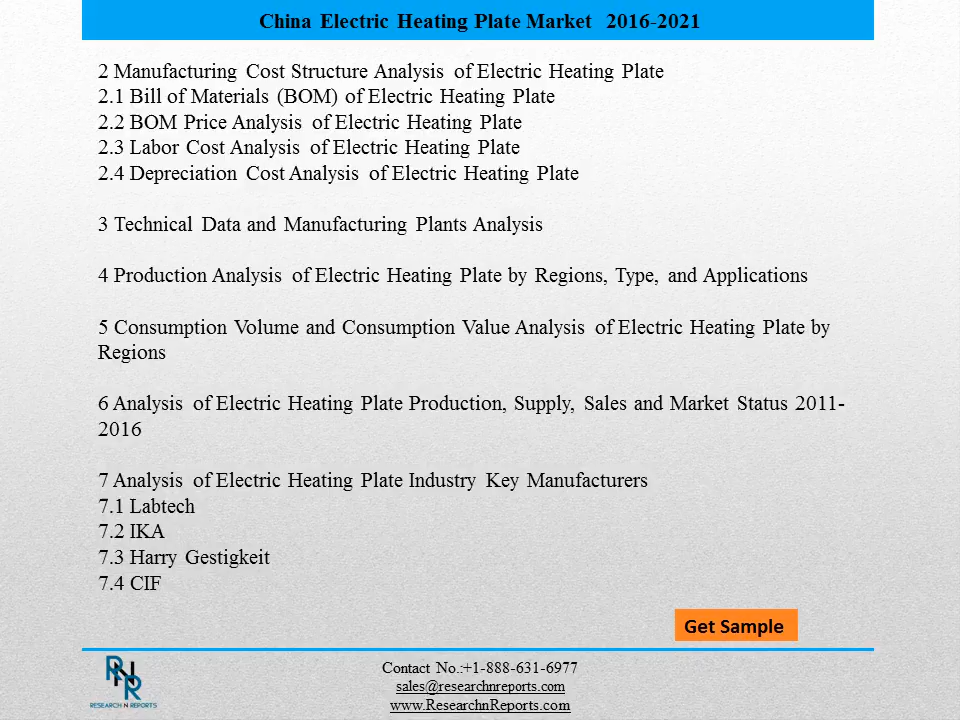 China Electric Heating Plate Market 2016-2021
2 Manufacturing Cost Structure Analysis of Electric Heating Plate
2.1 Bill of Materials (BOM) of Electric Heating Plate
2.2 BOM Price Analysis of Electric Heating Plate
2.3 Labor Cost Analysis of Electric Heating Plate
2.4 Depreciation Cost Analysis of Electric Heating Plate
3 Technical Data and Manufacturing Plants Analysis
4 Production Analysis of Electric Heating Plate by Regions, Type, and Applications
5 Consumption Volume and Consumption Value Analysis of Electric Heating Plate by
Regions
6 Analysis of Electric Heating Plate Production, Supply, Sales and Market Status 2011-
2016
7 Analysis of Electric Heating Plate Industry Key Manufacturers
7.1 Labtech
7.2 IKA
7.3 Harry Gestigkeit
7.4 CIF
Get Sample
RNR
RESEARCH N REPORTS
Contact No.:+1-888-631-6977
sales@researchnreports.com
www.ResearchnReports.com